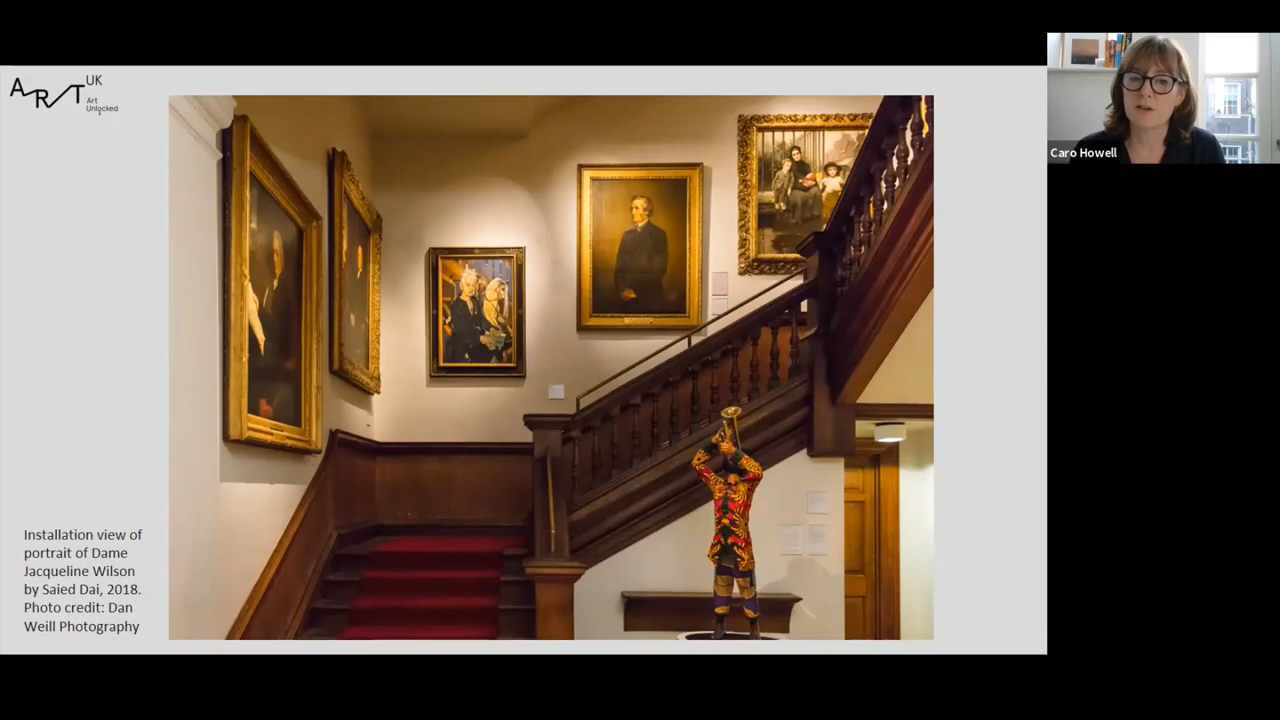 ART UK
Art
Unlocked
Caro Howell
Installation view of
portrait of Dame
Jacqueline Wilson
by Saied Dai, 2018.
Photo credit: Dan
Weill Photography